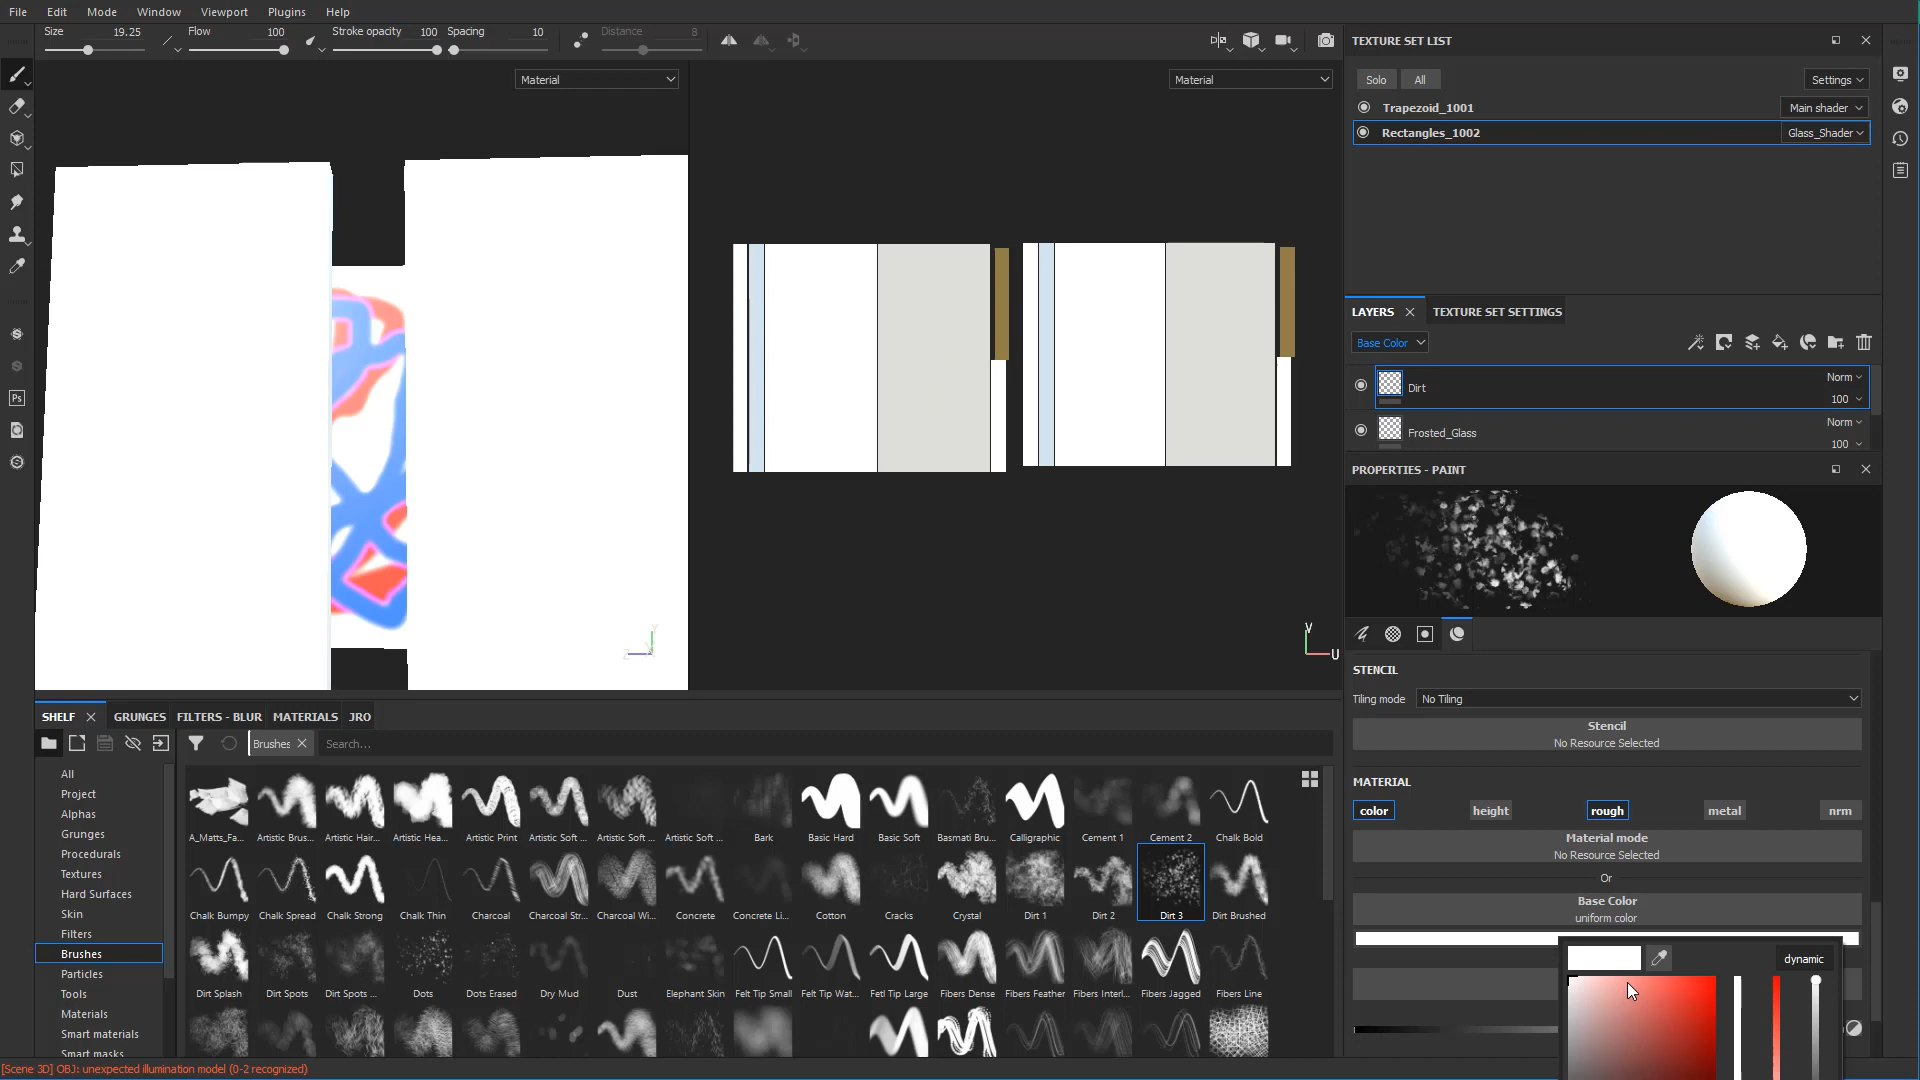 File Edit Mode Window Viewport Plugins Help
Size 19.25 Flow 100 Stroke opacity 100 Spacing 10 Distance 8
Material
Material
TEXTURE SET LIST
Solo All Settings
Trapezoid_1001 Main shader
Rectangles_1002 Glass_Shader
LAYERS TEXTURE SET SETTINGS
Base Color
Dirt Norm
100
Frosted_Glass Norm
100
PROPERTIES - PAINT
STENCIL
Tiling mode No Tiling
Stencil
No Resource Selected
MATERIAL
color height rough metal nrm
Material mode
No Resource Selected
Or
Base Color
uniform color
dynamic
Y
Z X
V
U
Ps
SHELF GRUNGES FILTERS - BLUR MATERIALS JRO
Brushes Search...
All
Project
Alphas
Grunges
Procedurals
Textures
Hard Surfaces
Skin
Filters
Brushes
Particles
Tools
Materials
Smart materials
Smart masks
A_Matts_Fa... Artistic Brus... Artistic Hair... Artistic Hea... Artistic Print Artistic Soft ... Artistic Soft ... Artistic Soft ... Bark Basic Hard Basic Soft Basmati Bru... Calligraphic Cement 1 Cement 2 Chalk Bold
Chalk Bumpy Chalk Spread Chalk Strong Chalk Thin Charcoal Charcoal Str... Charcoal Wi... Concrete Concrete Li... Cotton Cracks Crystal Dirt 1 Dirt 2 Dirt 3 Dirt Brushed
Dirt Splash Dirt Spots Dirt Spots ... Dots Dots Erased Dry Mud Dust Elephant Skin Felt Tip Small Felt Tip Wat... Fetl Tip Large Fibers Dense Fibers Feather Fibers Interl... Fibers Jagged Fibers Line
[Scene 3D] OBJ: unexpected illumination model (0-2 recognized)